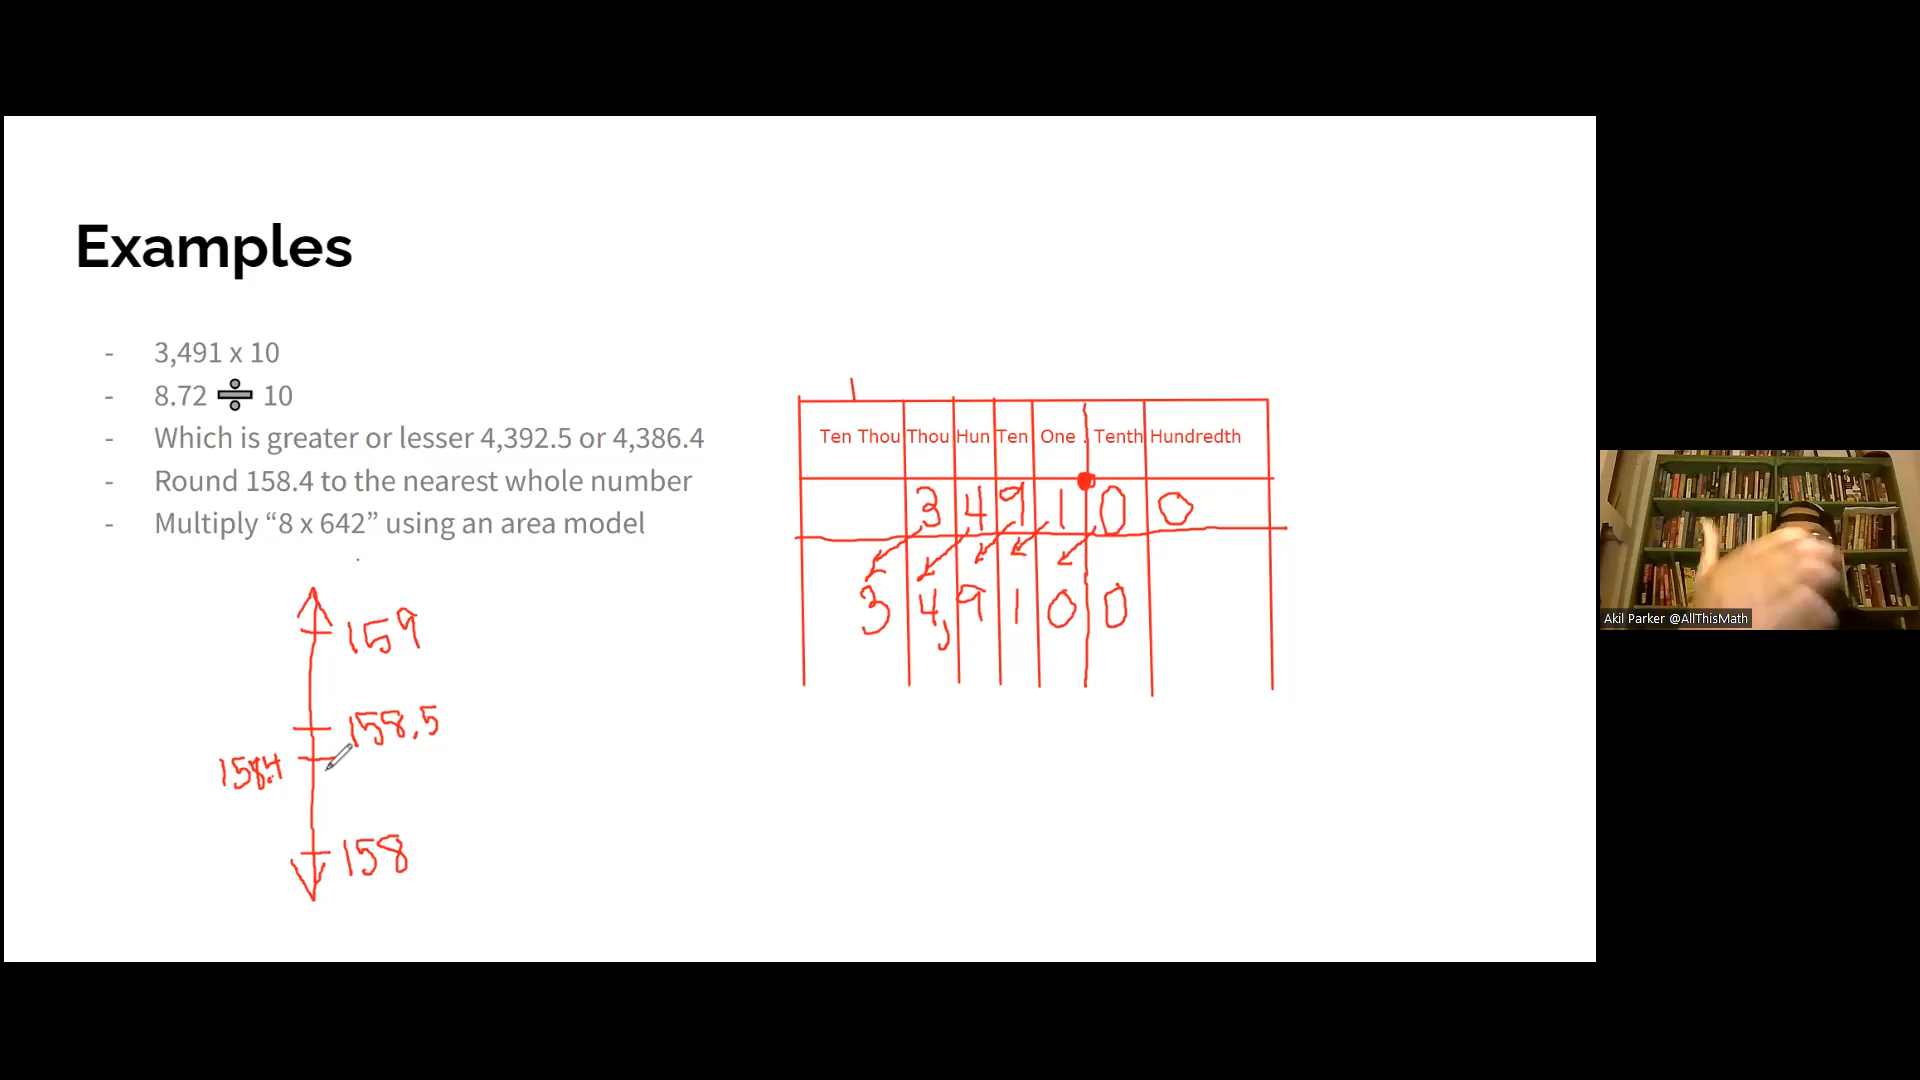 Examples
- 3,491 x 10
- 8.72 ÷ 10
- Which is greater or lesser 4,392.5 or 4,386.4
- Round 158.4 to the nearest whole number
- Multiply “8 x 642” using an area model
159
158.5
158.4
158
Ten Thou Thou Hun Ten One . Tenth Hundredth
3 4 9 1 0 0
3 4, 9 1 0 0
Akil Parker @AllThisMath